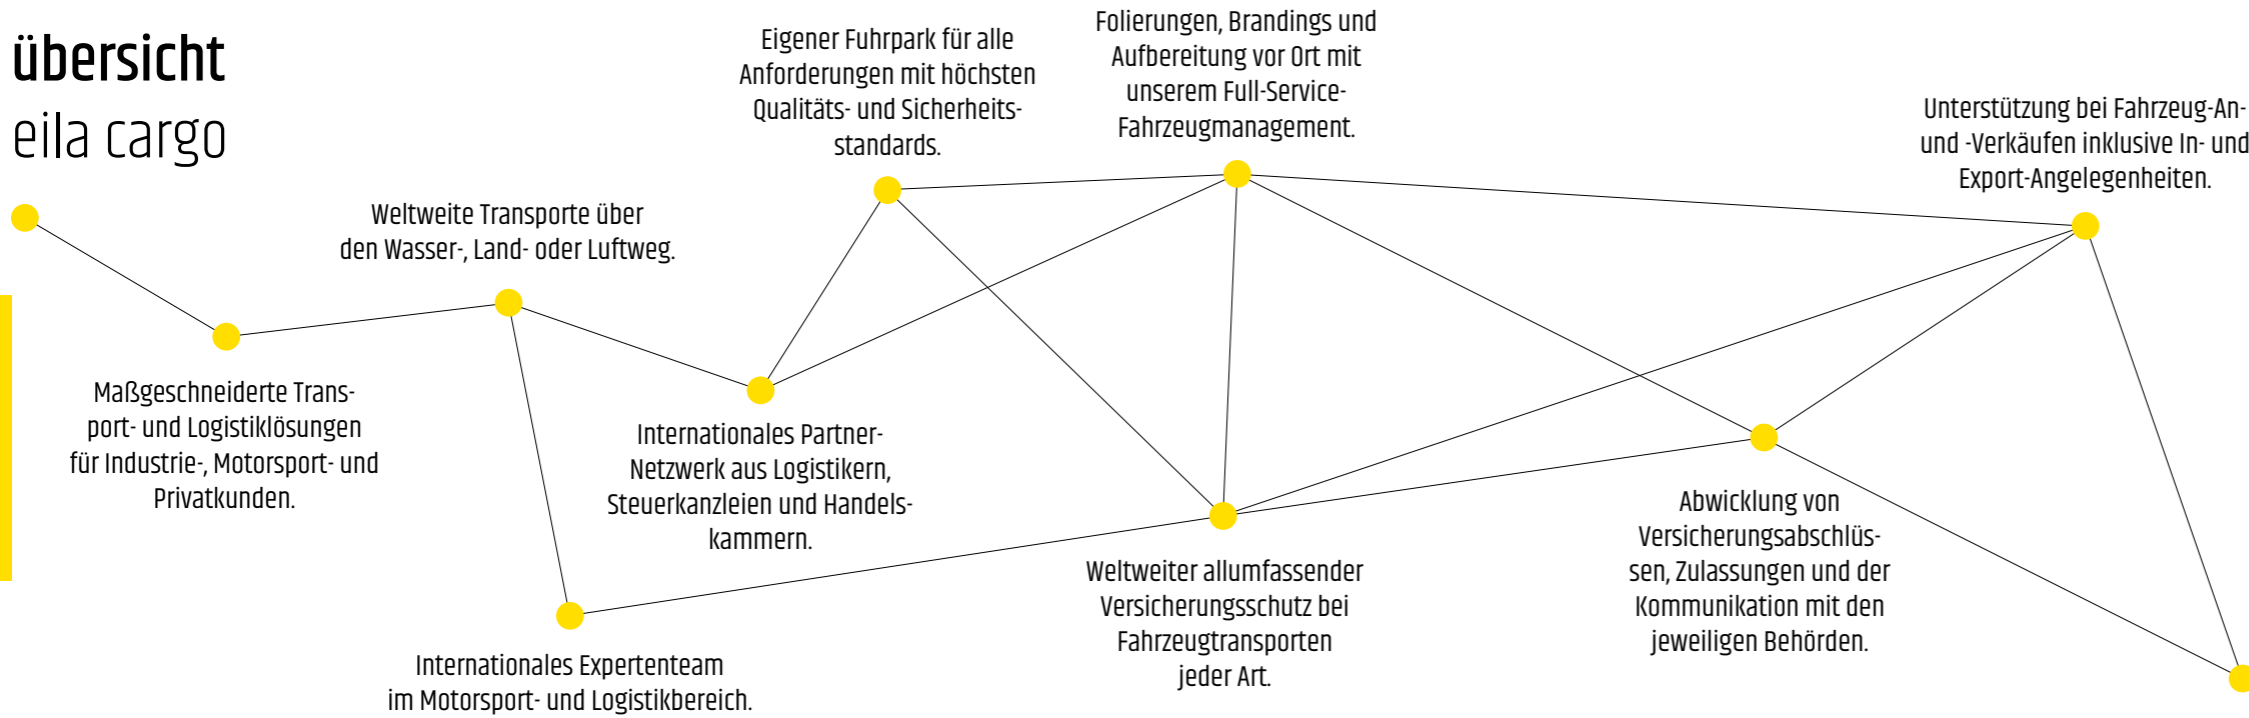 übersicht
eila cargo
Maßgeschneiderte Trans-
port- und Logistiklösungen
für Industrie-, Motorsport- und
Privatkunden.
Weltweite Transporte über
den Wasser-, Land- oder Luftweg.
Internationales Expertenteam
im Motorsport- und Logistikbereich.
Internationales Partner-
Netzwerk aus Logistikern,
Steuerkanzleien und Handels-
kammern.
Eigener Fuhrpark für alle
Anforderungen mit höchsten
Qualitäts- und Sicherheits-
standards.
Folierungen, Brandings und
Aufbereitung vor Ort mit
unserem Full-Service-
Fahrzeugmanagement.
Weltweiter allumfassender
Versicherungsschutz bei
Fahrzeugtransporten
jeder Art.
Abwicklung von
Versicherungsabschlüs-
sen, Zulassungen und der
Kommunikation mit den
jeweiligen Behörden.
Unterstützung bei Fahrzeug-An-
und -Verkäufen inklusive In- und
Export-Angelegenheiten.